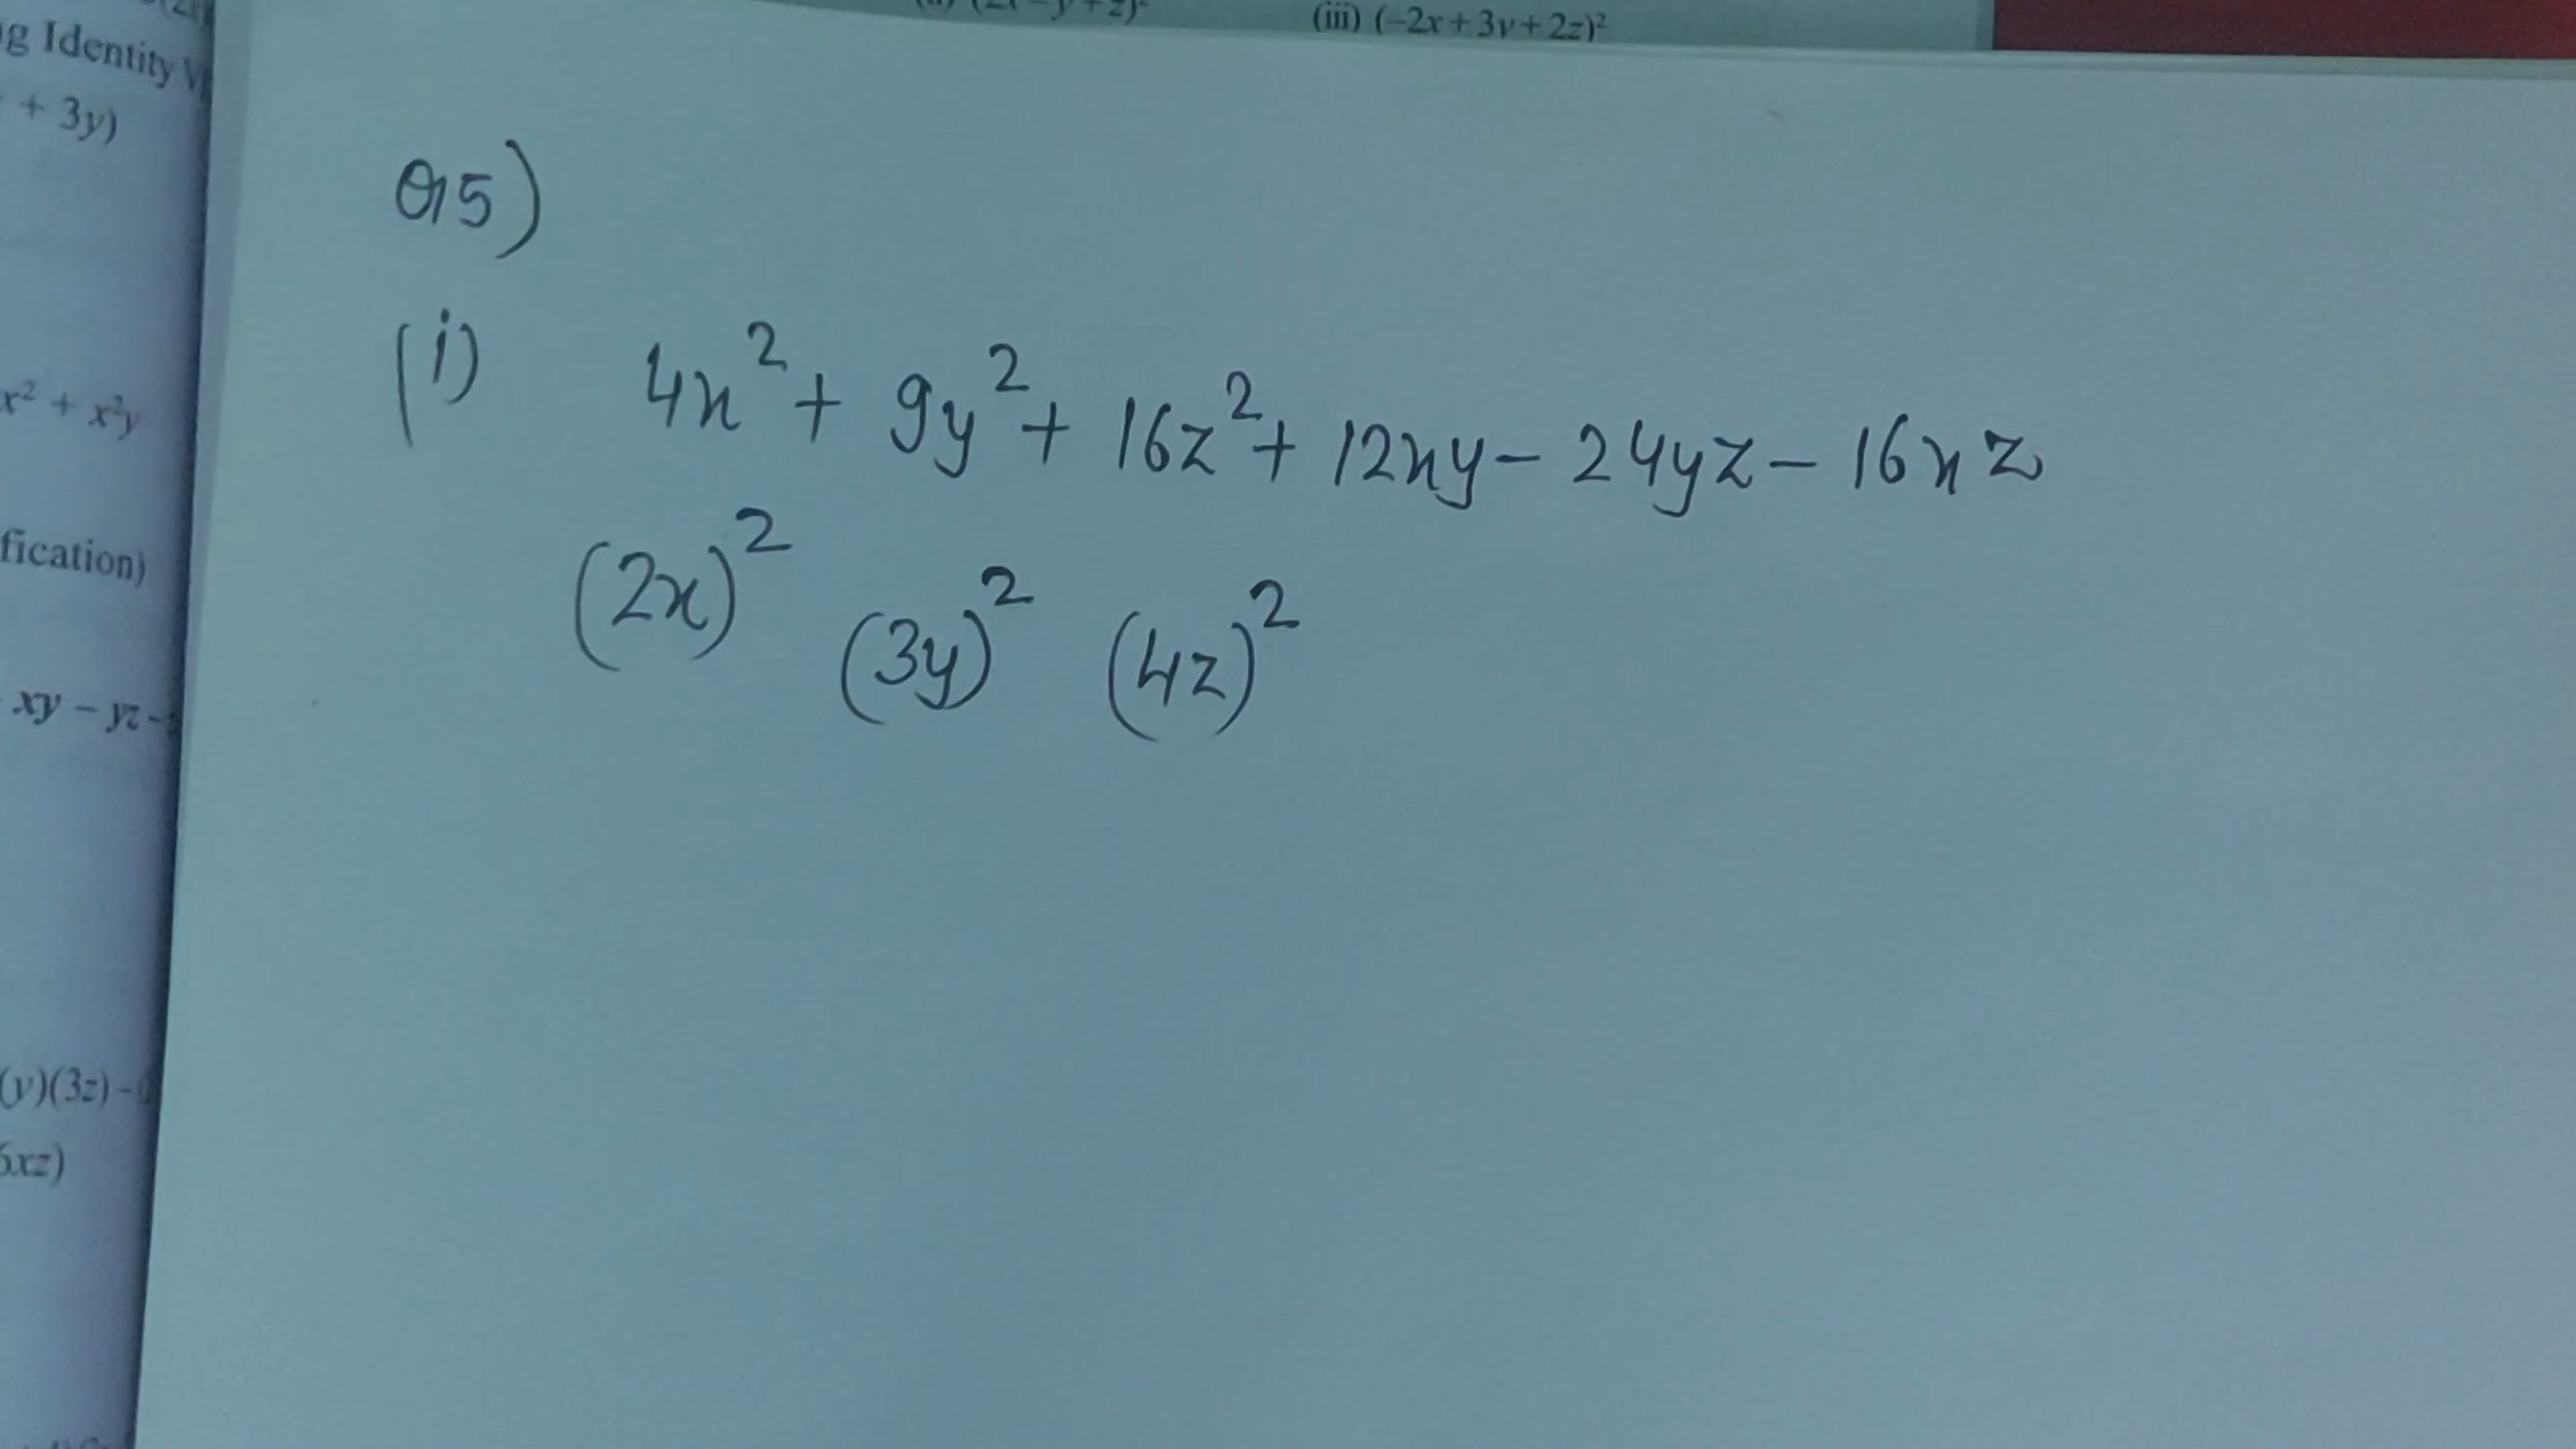 (iii) (–2x + 3y + 2z)²
g Identity V
+ 3y)
x² + x²y
fication)
xy – yz –
(y)(3z) –
6xz)
Q5)
(i) 4x² + 9y² + 16z² + 12xy – 24yz – 16xz
(2x)² (3y)² (4z)²